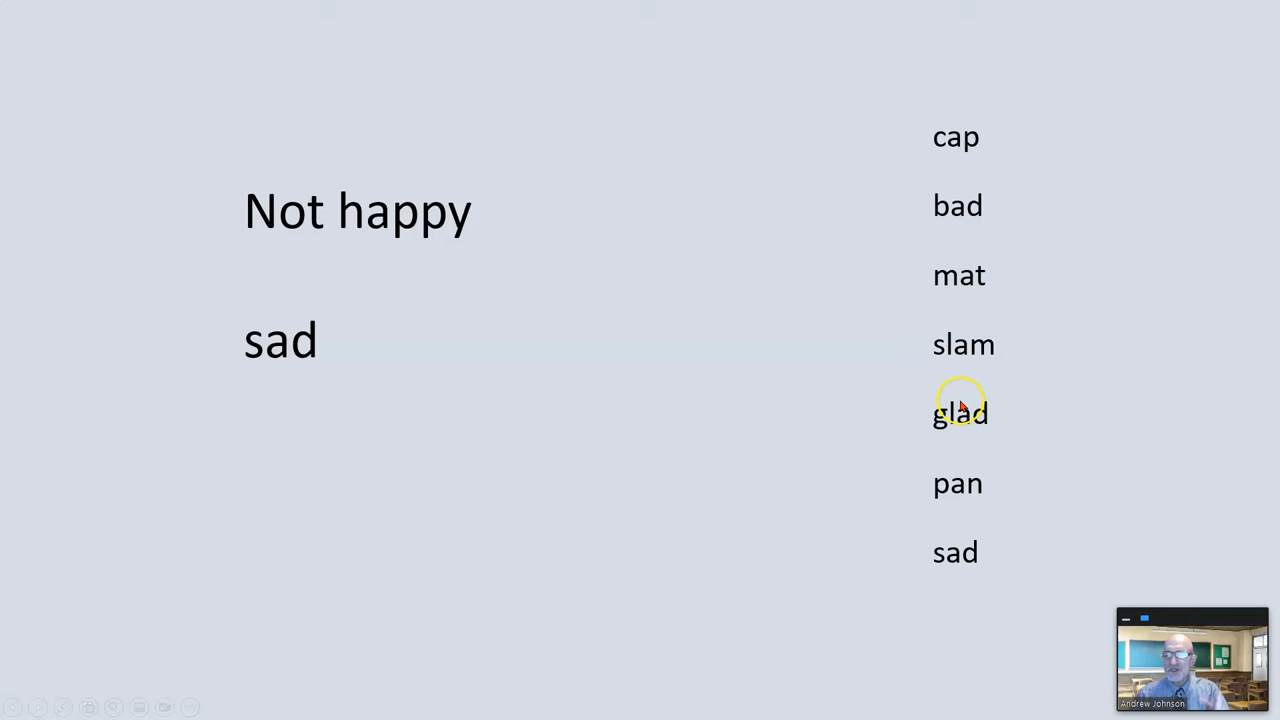 Not happy
sad
cap
bad
mat
slam
glad
pan
sad
Andrew Johnson